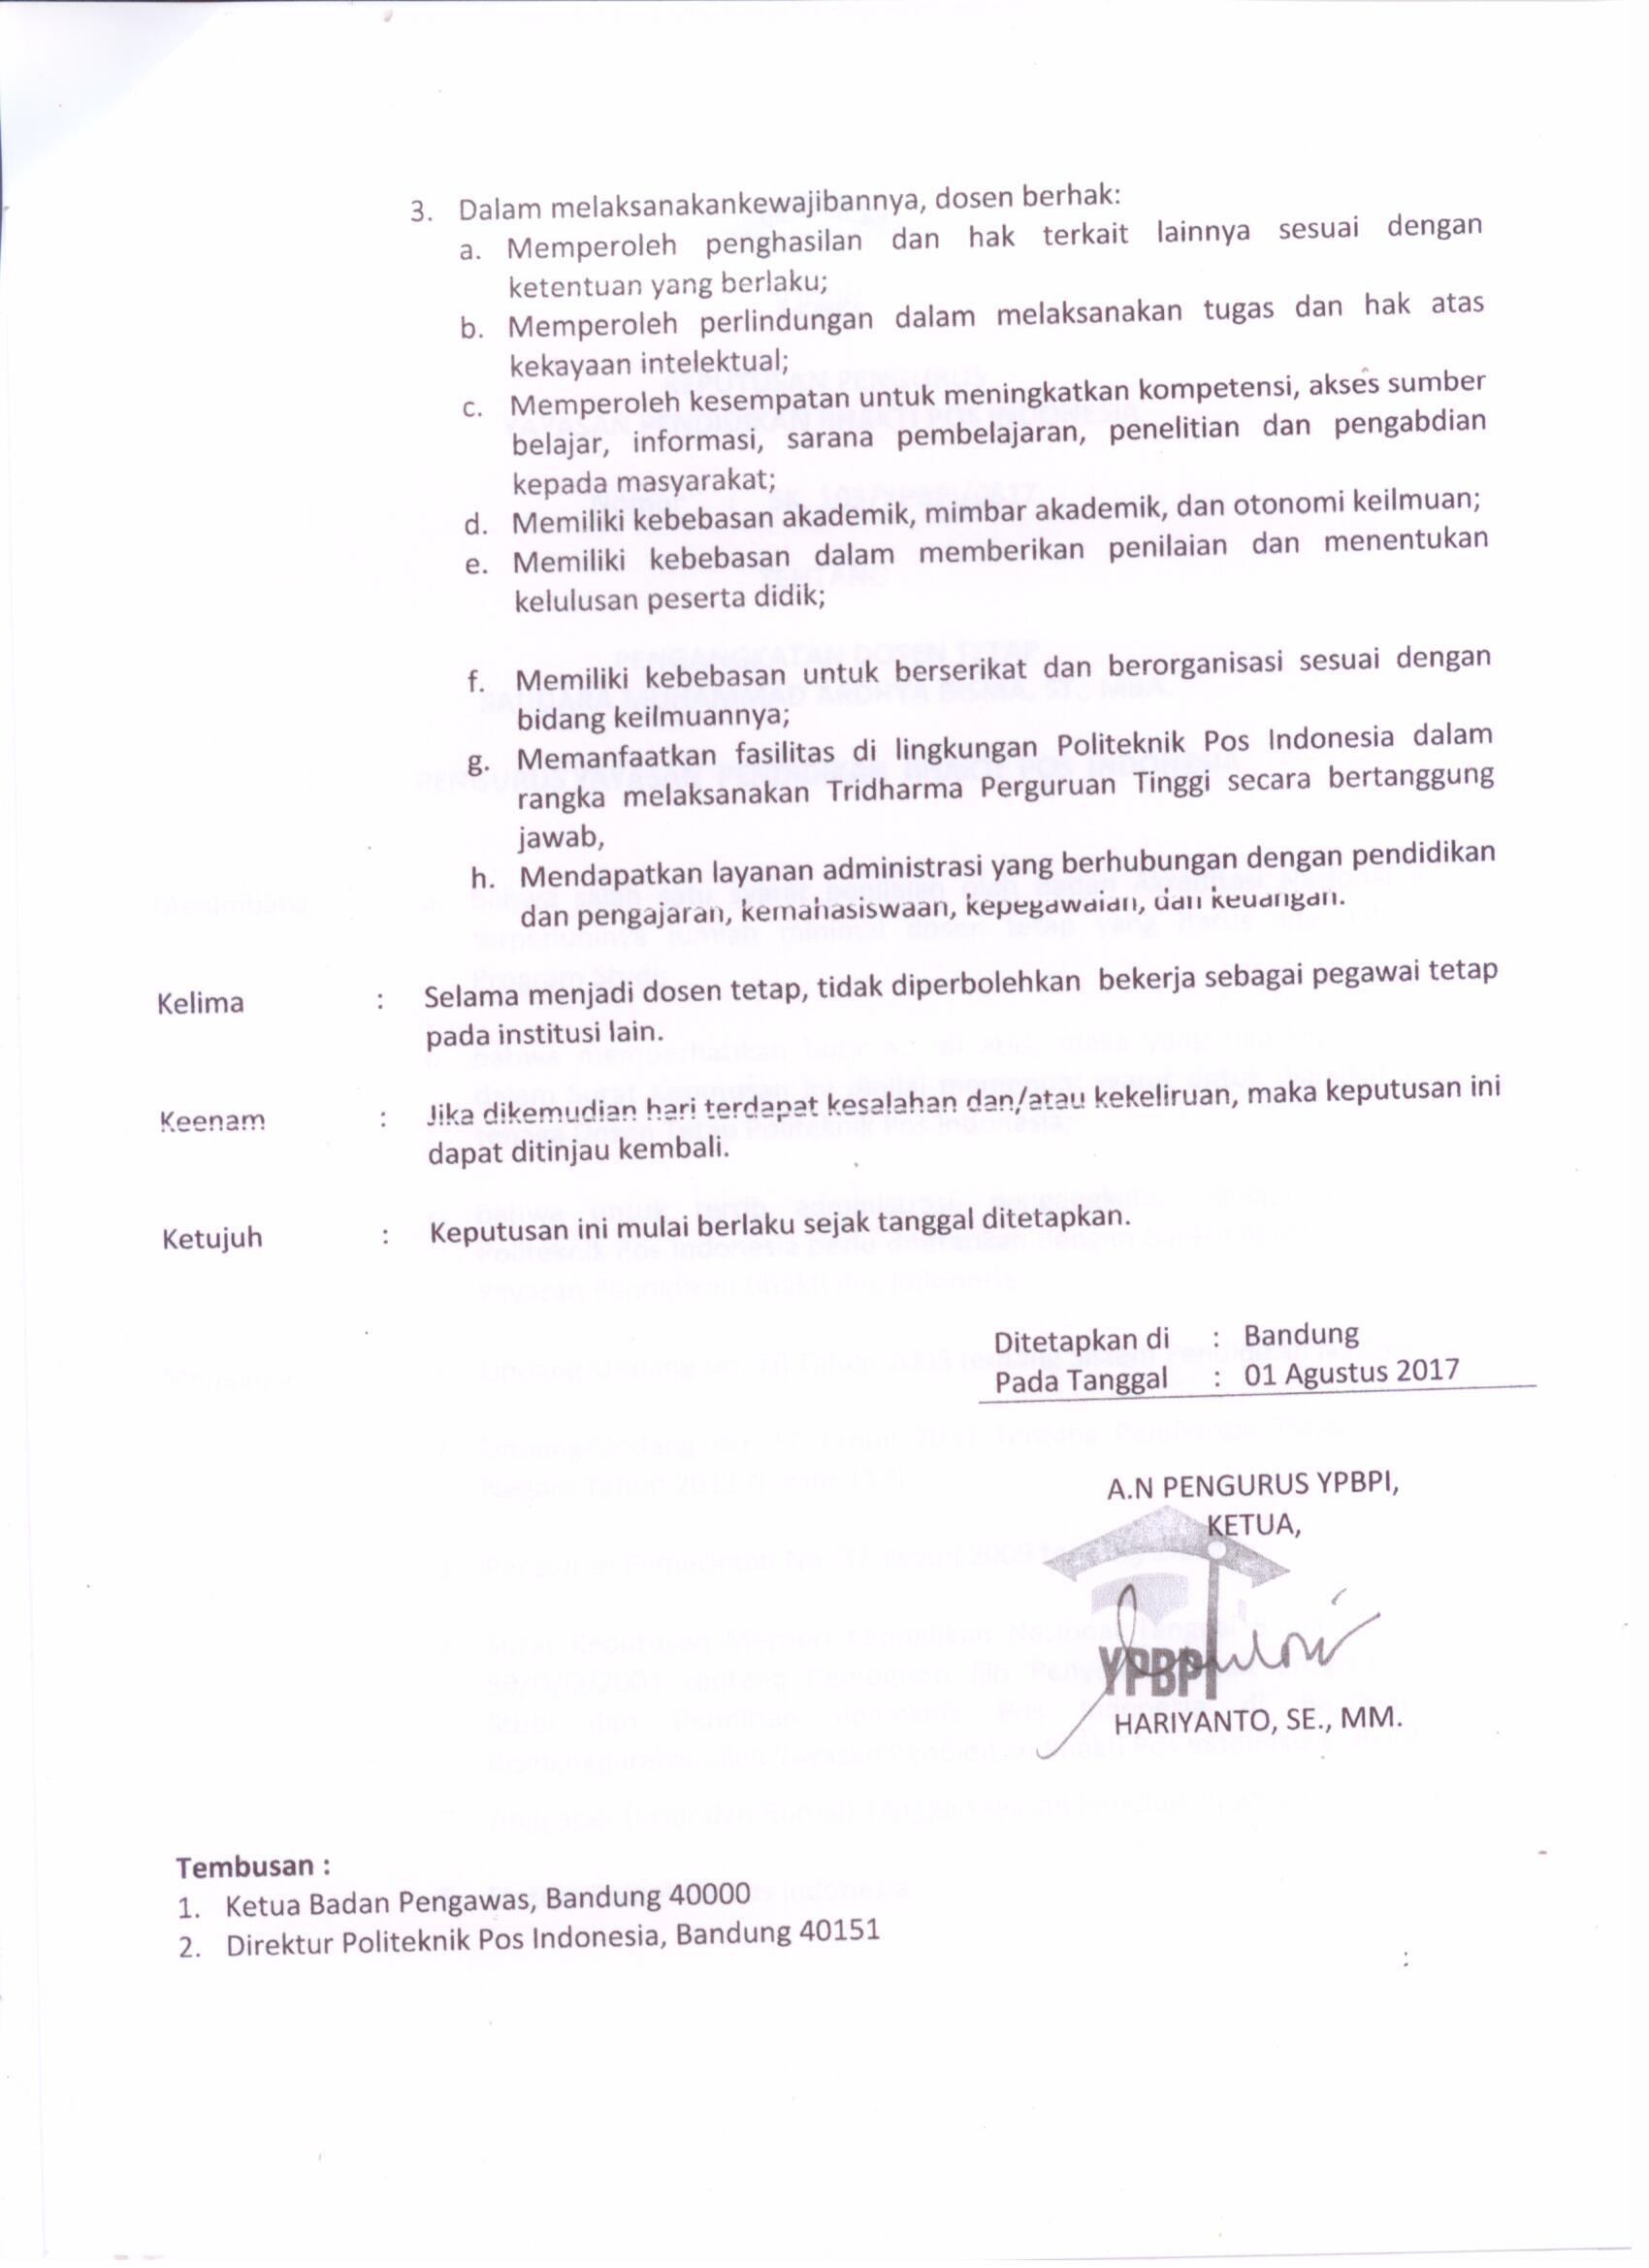 3. Dalam melaksanakankewajibannya, dosen berhak:
a. Memperoleh penghasilan dan hak terkait lainnya sesuai dengan
ketentuan yang berlaku;
b. Memperoleh perlindungan dalam melaksanakan tugas dan hak atas
kekayaan intelektual;
c. Memperoleh kesempatan untuk meningkatkan kompetensi, akses sumber
belajar, informasi, sarana pembelajaran, penelitian dan pengabdian
kepada masyarakat;
d. Memiliki kebebasan akademik, mimbar akademik, dan otonomi keilmuan;
e. Memiliki kebebasan dalam memberikan penilaian dan menentukan
kelulusan peserta didik;
f. Memiliki kebebasan untuk berserikat dan berorganisasi sesuai dengan
bidang keilmuannya;
g. Memanfaatkan fasilitas di lingkungan Politeknik Pos Indonesia dalam
rangka melaksanakan Tridharma Perguruan Tinggi secara bertanggung
jawab,
h. Mendapatkan layanan administrasi yang berhubungan dengan pendidikan
dan pengajaran, kemahasiswaan, kepegawaian, dan keuangan.
Kelima : Selama menjadi dosen tetap, tidak diperbolehkan bekerja sebagai pegawai tetap
pada institusi lain.
Keenam : Jika dikemudian hari terdapat kesalahan dan/atau kekeliruan, maka keputusan ini
dapat ditinjau kembali.
Ketujuh : Keputusan ini mulai berlaku sejak tanggal ditetapkan.
Ditetapkan di : Bandung
Pada Tanggal : 01 Agustus 2017
A.N PENGURUS YPBPI,
KETUA,
YPBPI
HARIYANTO, SE., MM.
Tembusan :
1. Ketua Badan Pengawas, Bandung 40000
2. Direktur Politeknik Pos Indonesia, Bandung 40151